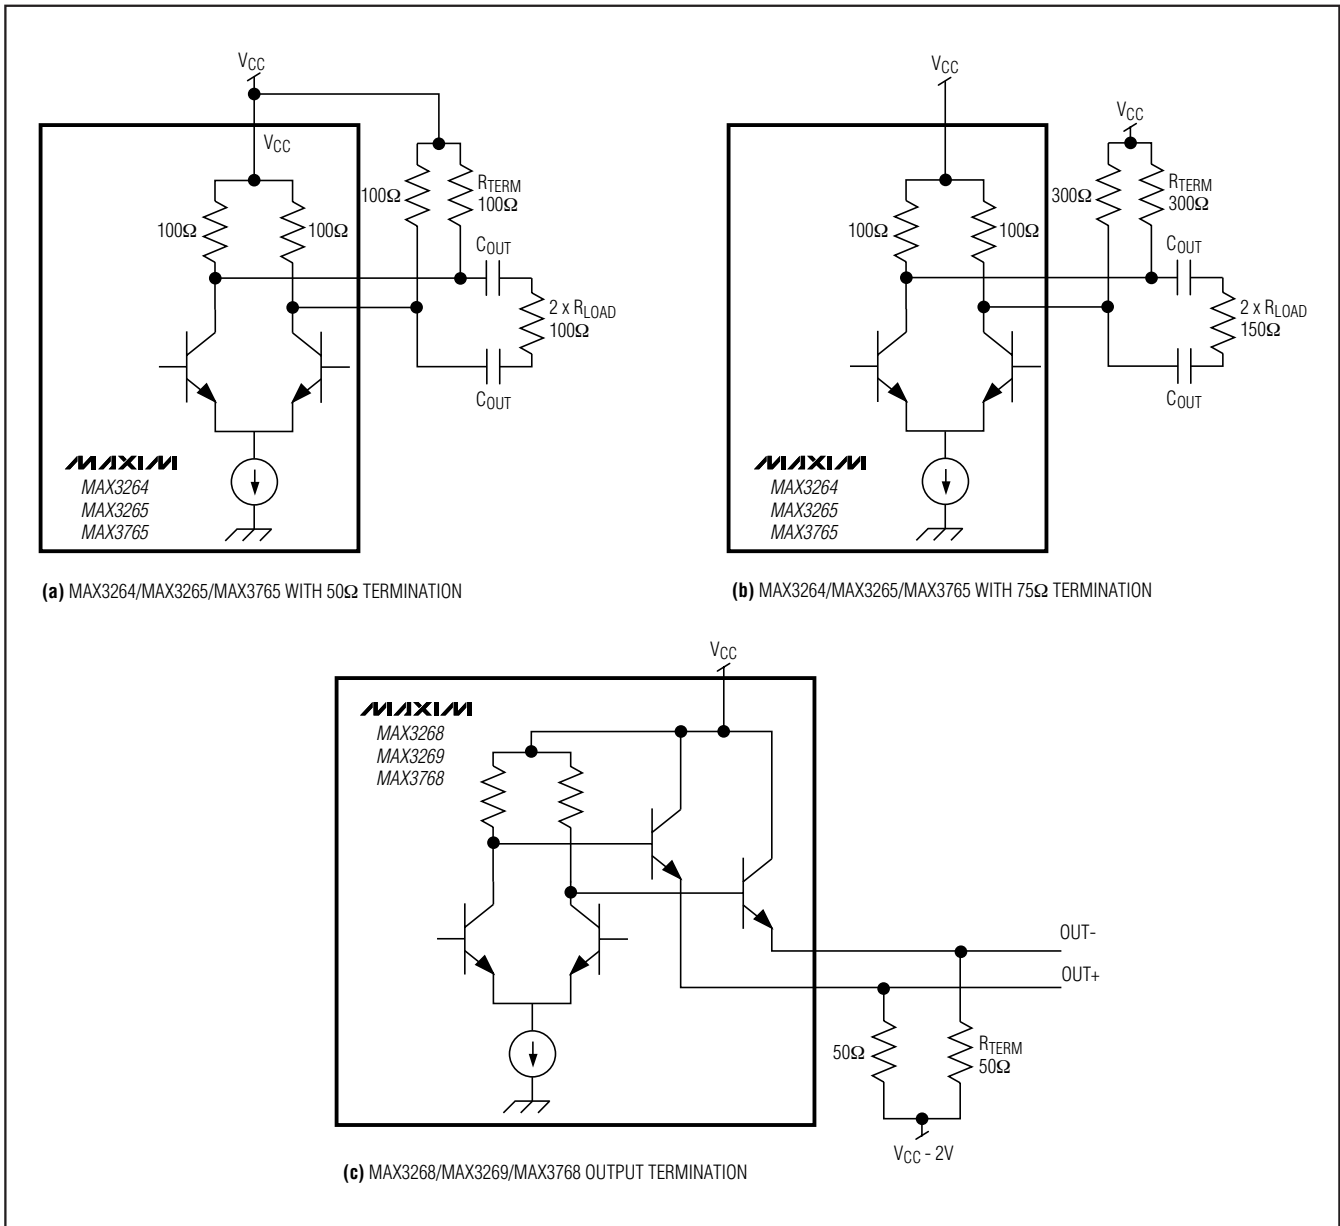 VCC
VCC
100Ω
100Ω
100Ω
RTERM
100Ω
COUT
2 x RLOAD
100Ω
COUT
MAXIM
MAX3264
MAX3265
MAX3765
(a) MAX3264/MAX3265/MAX3765 WITH 50Ω TERMINATION
VCC
VCC
100Ω
100Ω
300Ω
RTERM
300Ω
COUT
2 x RLOAD
150Ω
COUT
MAXIM
MAX3264
MAX3265
MAX3765
(b) MAX3264/MAX3265/MAX3765 WITH 75Ω TERMINATION
VCC
MAXIM
MAX3268
MAX3269
MAX3768
OUT-
OUT+
50Ω
RTERM
50Ω
VCC - 2V
(c) MAX3268/MAX3269/MAX3768 OUTPUT TERMINATION